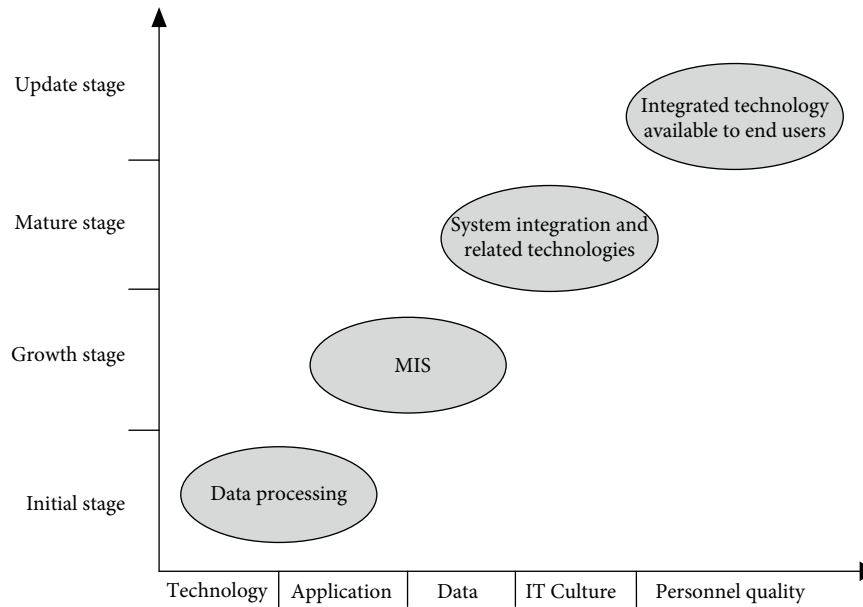 Update stage
Integrated technology
available to end users
Mature stage
System integration and
related technologies
Growth stage
MIS
Initial stage
Data processing
Technology
Application
Data
IT Culture
Personnel quality